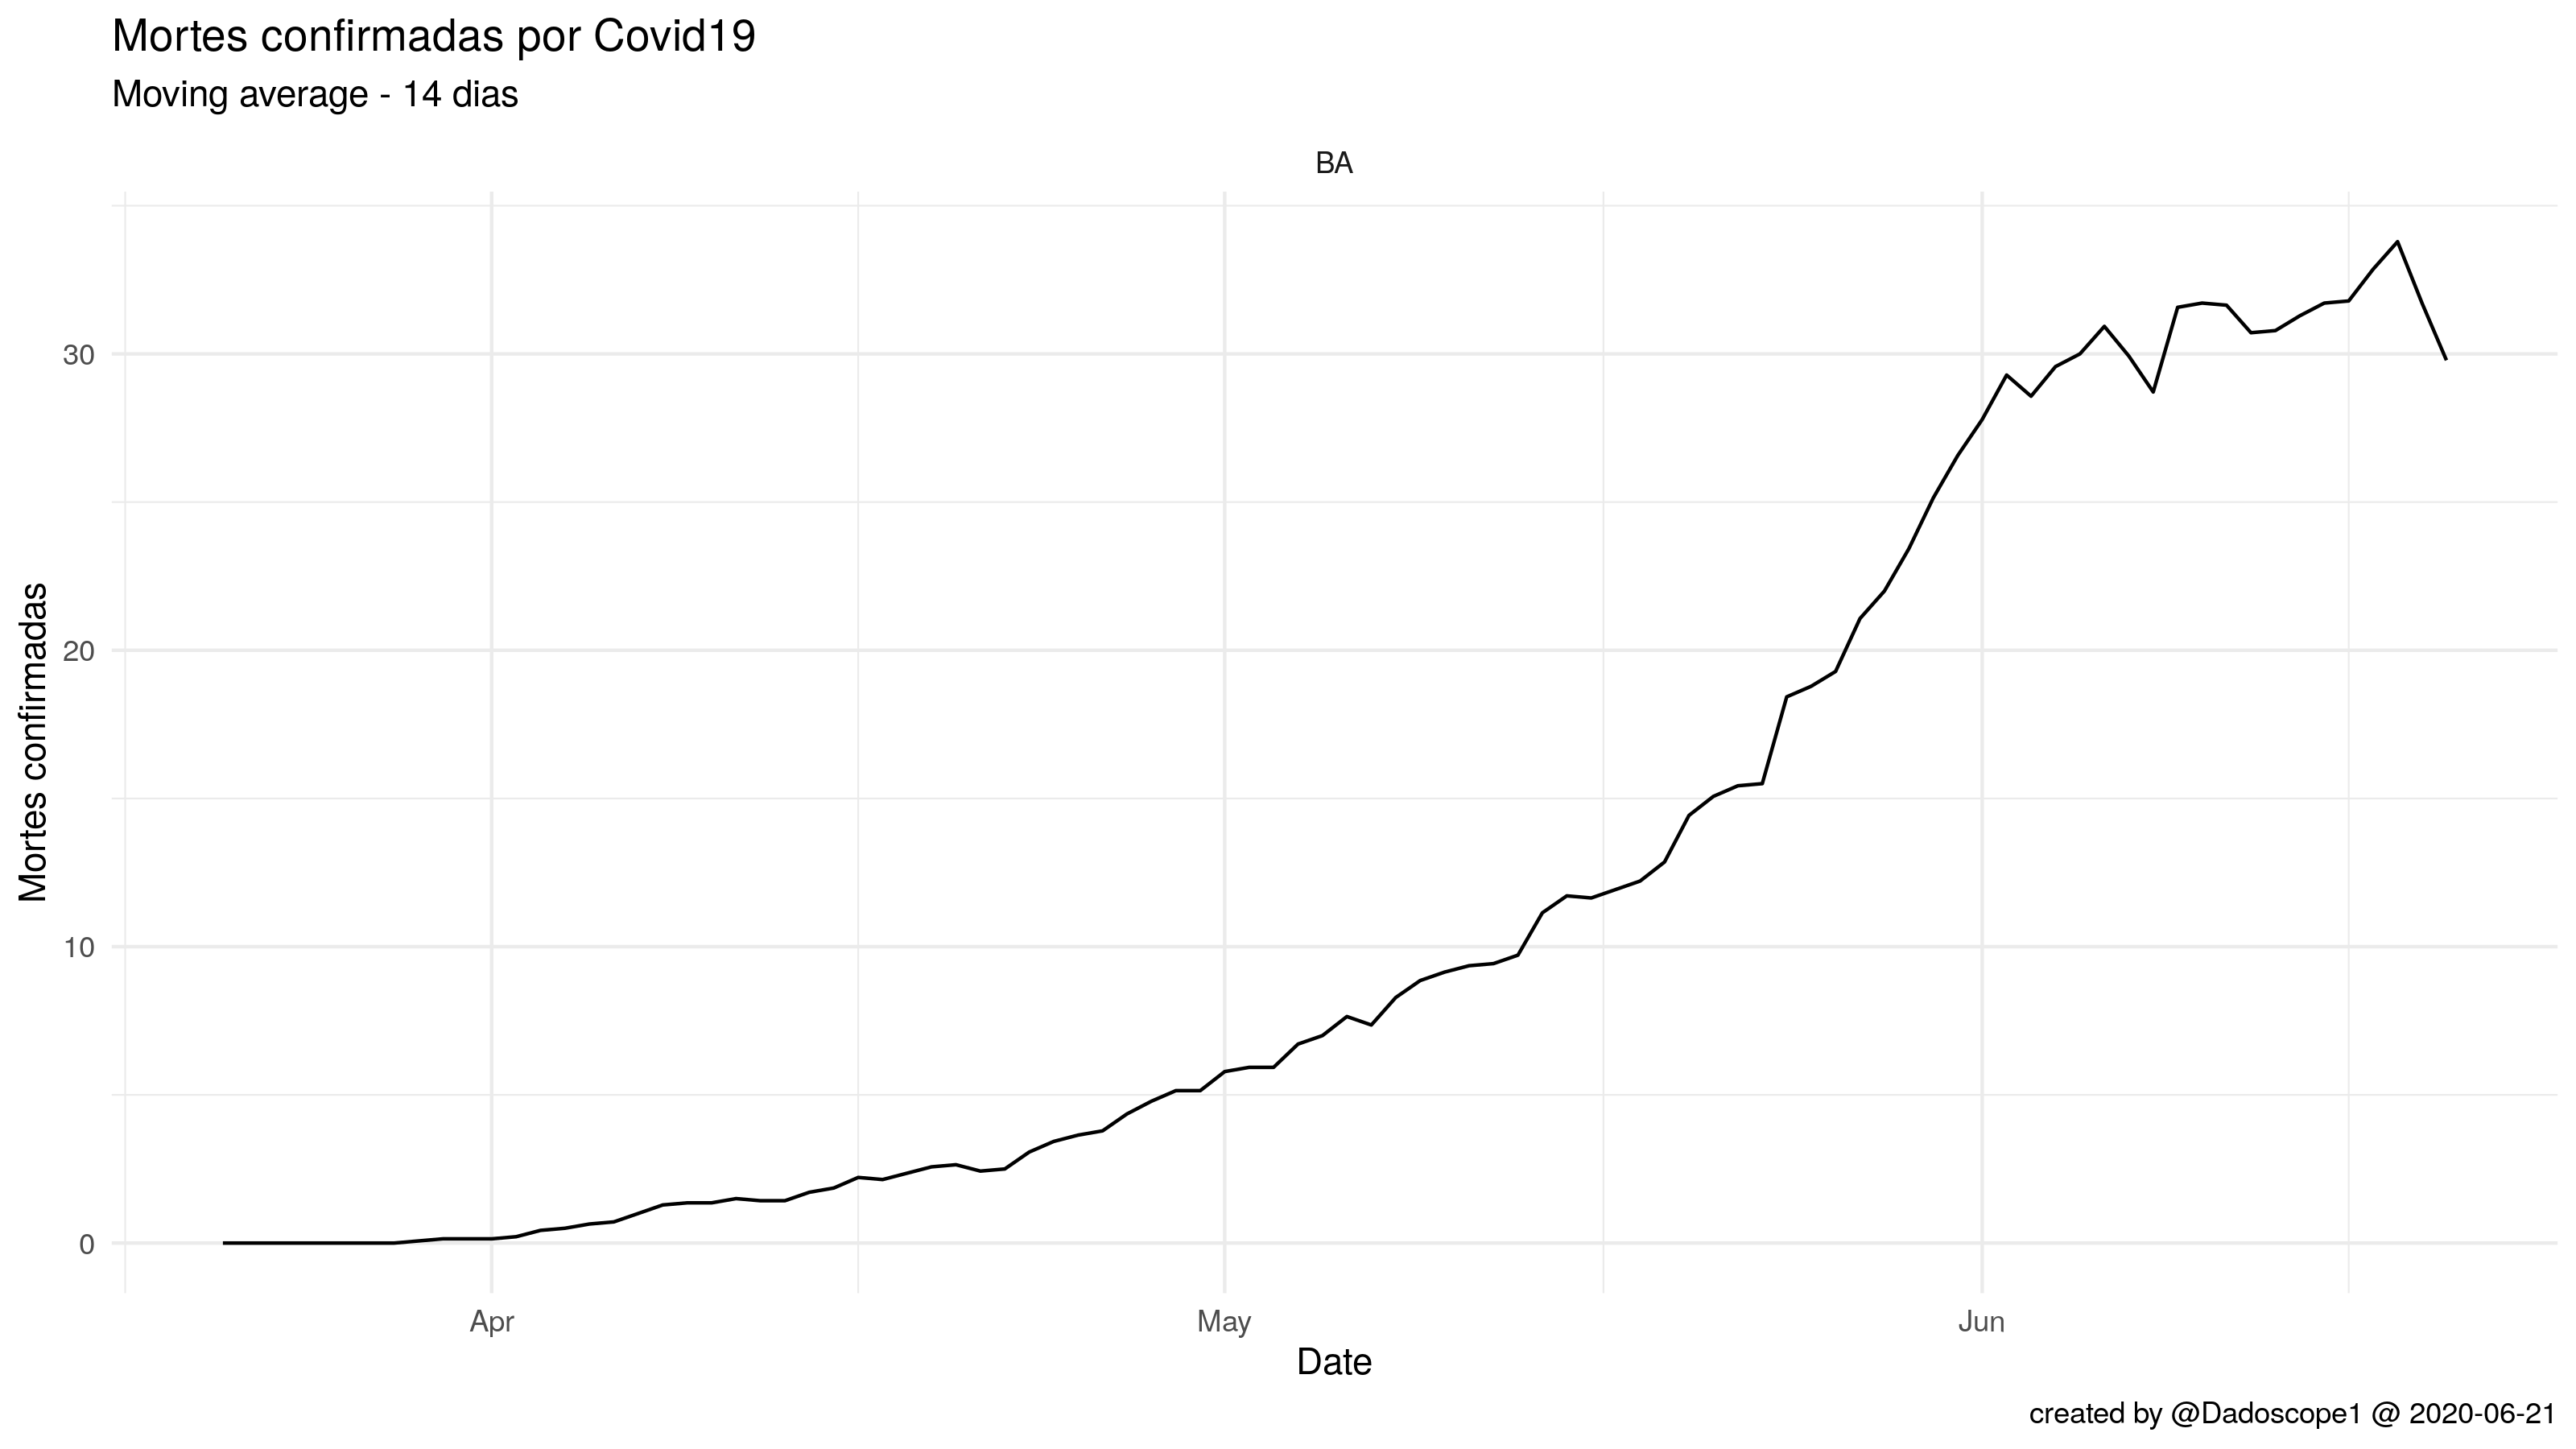 Mortes confirmadas por Covid19
Moving average - 14 dias
BA
Mortes confirmadas
30
20
10
0
Apr May Jun
Date
created by @Dadoscope1 @ 2020-06-21